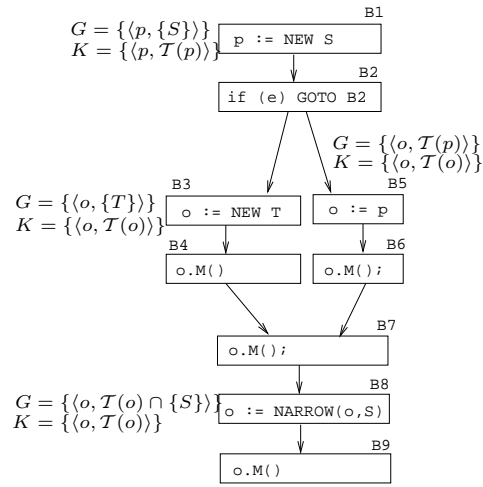 B1
G = {⟨p, {S}⟩}
K = {⟨p, 𝒯(p)⟩}
p := NEW S
B2
if (e) GOTO B2
G = {⟨o, 𝒯(p)⟩}
K = {⟨o, 𝒯(o)⟩}
B3
B5
G = {⟨o, {T}⟩}
K = {⟨o, 𝒯(o)⟩}
o := NEW T
o := p
B4
B6
o.M()
o.M();
B7
o.M();
B8
G = {⟨o, 𝒯(o) ∩ {S}⟩}
K = {⟨o, 𝒯(o)⟩}
o := NARROW(o,S)
B9
o.M()